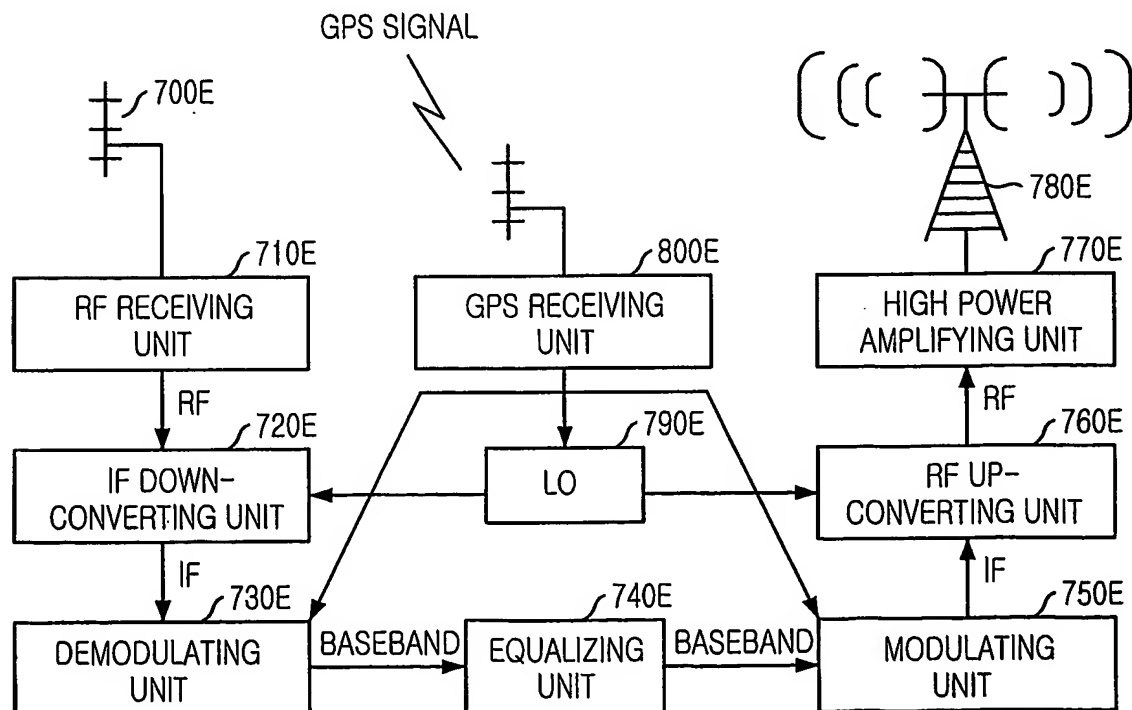 GPS SIGNAL
700E
780E
710E
RF RECEIVING
UNIT
800E
GPS RECEIVING
UNIT
770E
HIGH POWER
AMPLIFYING UNIT
RF
RF
720E
IF DOWN-
CONVERTING UNIT
790E
LO
760E
RF UP-
CONVERTING UNIT
IF
IF
730E
DEMODULATING
UNIT
BASEBAND
740E
EQUALIZING
UNIT
BASEBAND
750E
MODULATING
UNIT